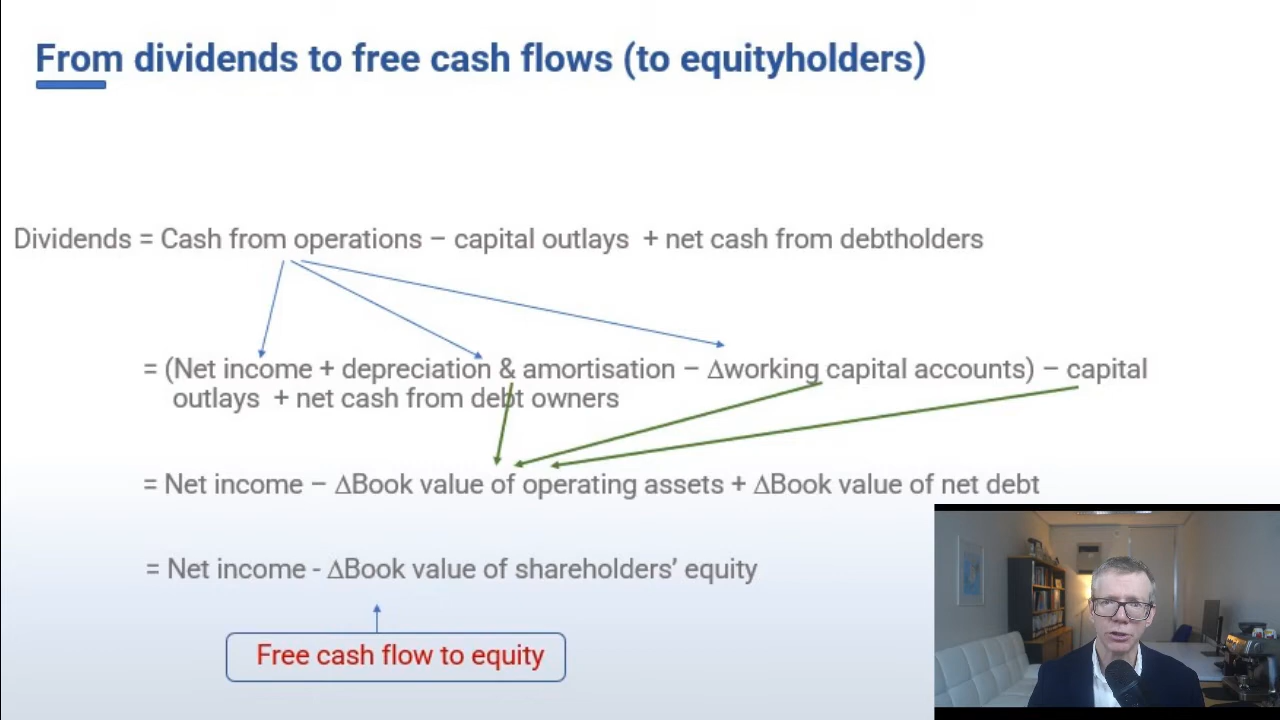 From dividends to free cash flows (to equityholders)
Dividends = Cash from operations – capital outlays + net cash from debtholders
= (Net income + depreciation & amortisation – Δworking capital accounts) – capital
outlays + net cash from debt owners
= Net income – ΔBook value of operating assets + ΔBook value of net debt
= Net income - ΔBook value of shareholders’ equity
Free cash flow to equity